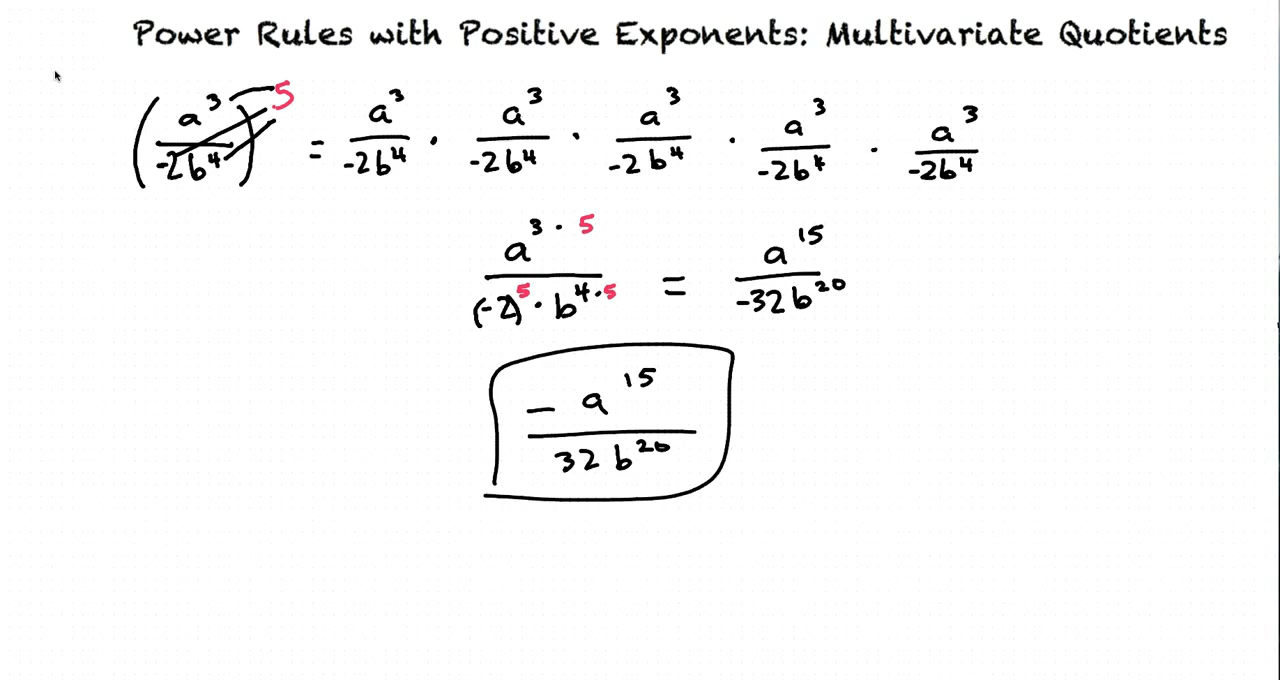 Power Rules with Positive Exponents: Multivariate Quotients
(a^3 / -2b^4)^5 = a^3 / -2b^4 · a^3 / -2b^4 · a^3 / -2b^4 · a^3 / -2b^4 · a^3 / -2b^4
a^3·5 / (-2)^5 · b^4·5 = a^15 / -32b^20
-a^15 / 32b^20